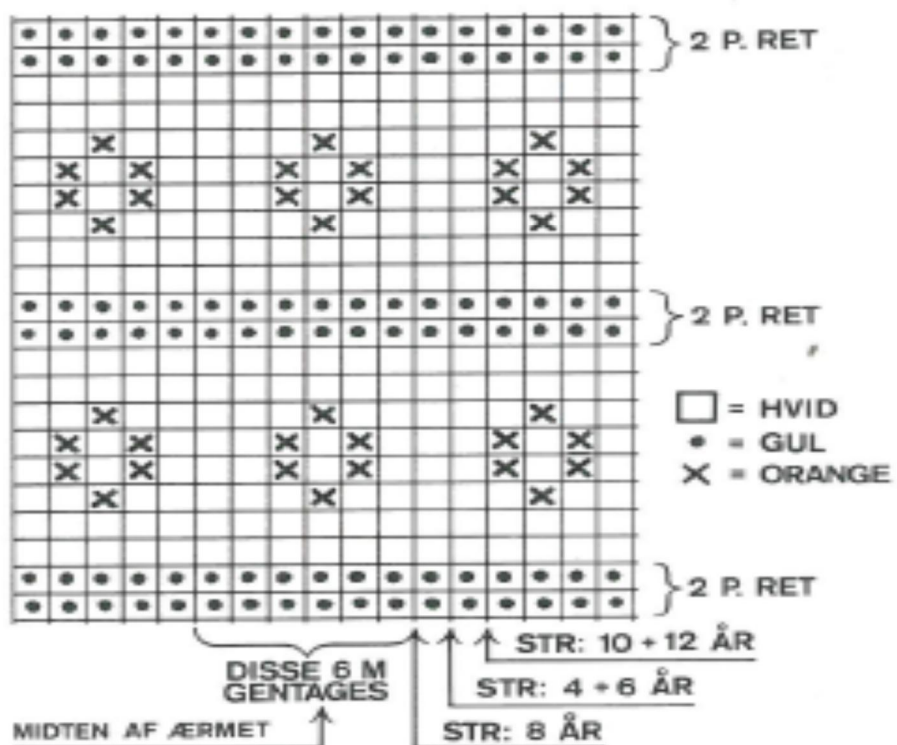 2 P. RET
2 P. RET
= HVID
= GUL
= ORANGE
2 P. RET
STR: 10 + 12 ÅR
DISSE 6 M
GENTAGES
STR: 4 + 6 ÅR
MIDTEN AF ÆRMET
STR: 8 ÅR